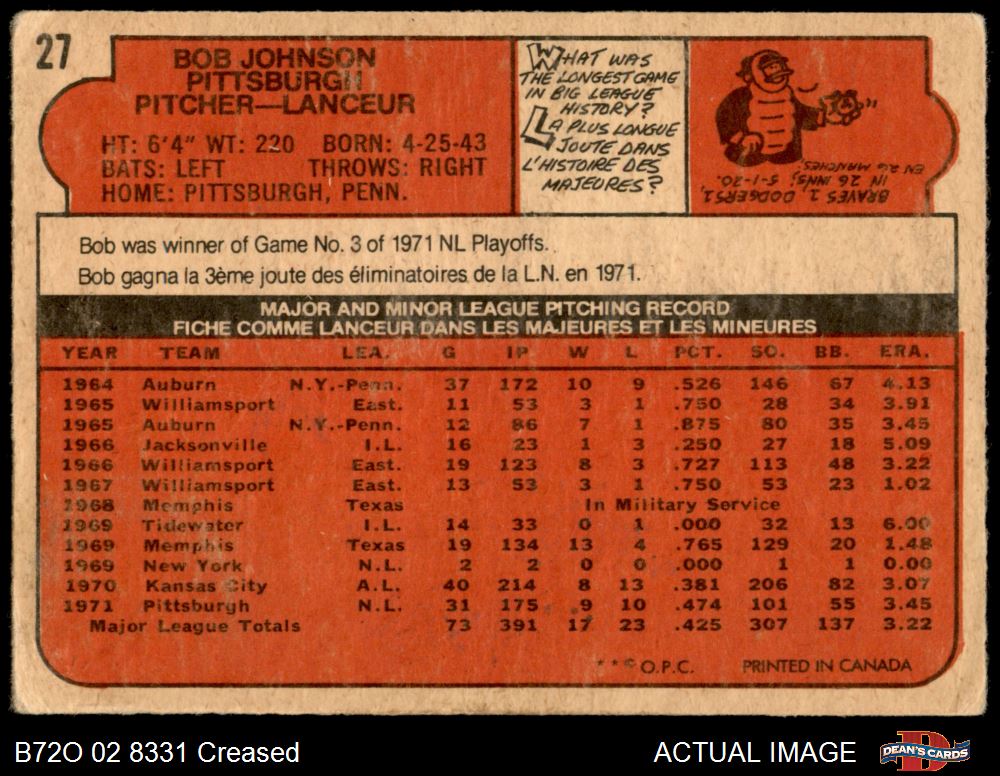 27
BOB JOHNSON
PITTSBURGH
PITCHER—LANCEUR
HT: 6'4" WT: 220 BORN: 4-25-43
BATS: LEFT THROWS: RIGHT
HOME: PITTSBURGH, PENN.
WHAT WAS
THE LONGEST GAME
IN BIG LEAGUE
HISTORY?
LA PLUS LONGUE
JOUTE DANS
L'HISTOIRE DES
MAJEURES?
BRAVES 1, DODGERS 1,
IN 26 INNS; 5-1-20.
EN 26 MANCHES
Bob was winner of Game No. 3 of 1971 NL Playoffs.
Bob gagna la 3ème joute des éliminatoires de la L.N. en 1971.
MAJOR AND MINOR LEAGUE PITCHING RECORD
FICHE COMME LANCEUR DANS LES MAJEURES ET LES MINEURES
YEAR TEAM LEA. G IP W L PCT. SO. BB. ERA.
1964 Auburn N.Y.-Penn. 37 172 10 9 .526 146 67 4.13
1965 Williamsport East. 11 53 3 1 .750 28 34 3.91
1965 Auburn N.Y.-Penn. 12 86 7 1 .875 80 35 3.45
1966 Jacksonville I.L. 16 23 1 3 .250 27 18 5.09
1966 Williamsport East. 19 123 8 3 .727 113 48 3.22
1967 Williamsport East. 13 53 3 1 .750 53 23 1.02
1968 Memphis Texas In Military Service
1969 Tidewater I.L. 14 33 0 1 .000 32 13 6.00
1969 Memphis Texas 19 134 13 4 .765 129 20 1.48
1969 New York N.L. 2 2 0 0 .000 1 1 0.00
1970 Kansas City A.L. 40 214 8 13 .381 206 82 3.07
1971 Pittsburgh N.L. 31 175 9 10 .474 101 55 3.45
Major League Totals 73 391 17 23 .425 307 137 3.22
**© O.P.C. PRINTED IN CANADA
B72O 02 8331 Creased
ACTUAL IMAGE
DEAN'S CARDS